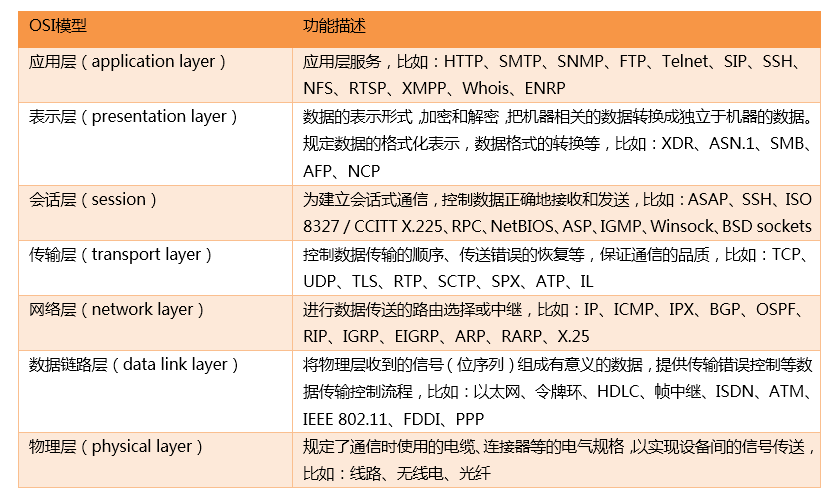 OSI模型
功能描述
应用层（application layer）
应用层服务，比如：HTTP、SMTP、SNMP、FTP、Telnet、SIP、SSH、
NFS、RTSP、XMPP、Whois、ENRP
表示层（presentation layer）
数据的表示形式，加密和解密，把机器相关的数据转换成独立于机器的数据。
规定数据的格式化表示，数据格式的转换等，比如：XDR、ASN.1、SMB、
AFP、NCP
会话层（session）
为建立会话式通信，控制数据正确地接收和发送，比如：ASAP、SSH、ISO
8327 / CCITT X.225、RPC、NetBIOS、ASP、IGMP、Winsock、BSD sockets
传输层（transport layer）
控制数据传输的顺序、传送错误的恢复等，保证通信的品质，比如：TCP、
UDP、TLS、RTP、SCTP、SPX、ATP、IL
网络层（network layer）
进行数据传送的路由选择或中继，比如：IP、ICMP、IPX、BGP、OSPF、
RIP、IGRP、EIGRP、ARP、RARP、X.25
数据链路层（data link layer）
将物理层收到的信号（位序列）组成有意义的数据，提供传输错误控制等数
据传输控制流程，比如：以太网、令牌环、HDLC、帧中继、ISDN、ATM、
IEEE 802.11、FDDI、PPP
物理层（physical layer）
规定了通信时使用的电缆、连接器等的电气规格，以实现设备间的信号传送，
比如：线路、无线电、光纤